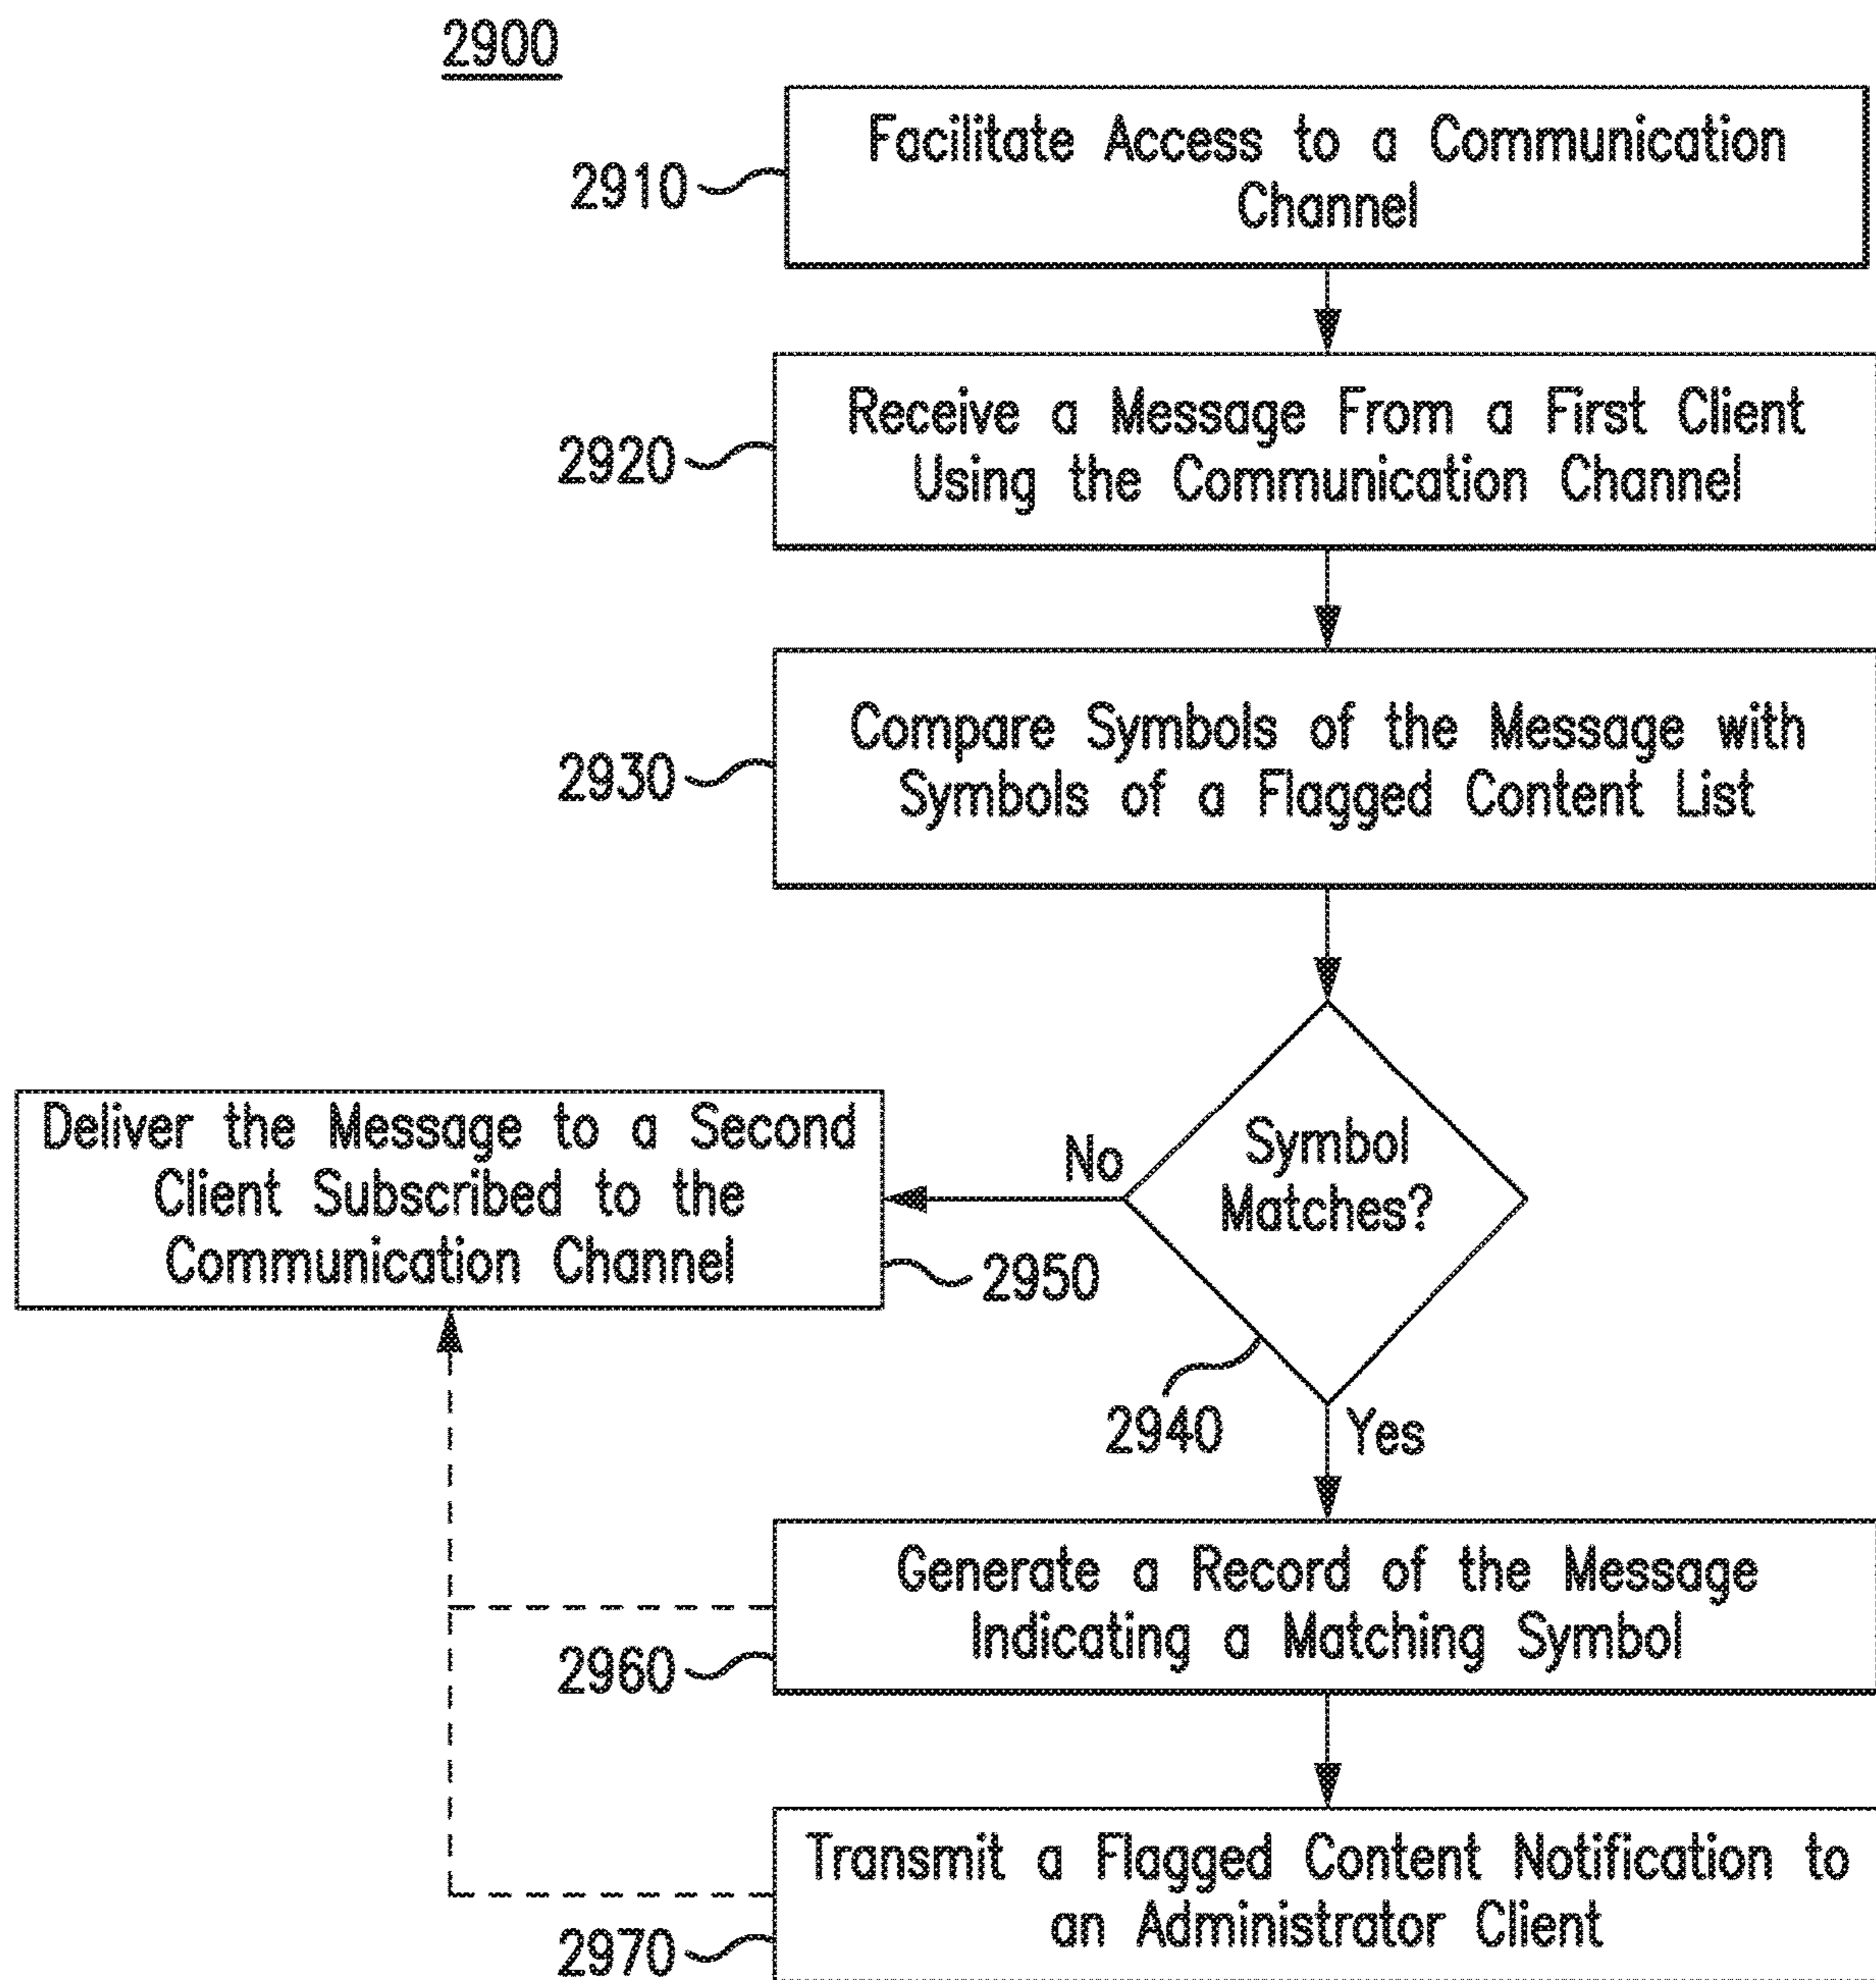 2900
Facilitate Access to a Communication
Channel
2910
Receive a Message From a First Client
Using the Communication Channel
2920
Compare Symbols of the Message with
Symbols of a Flagged Content List
2930
Symbol
Matches?
No
Deliver the Message to a Second
Client Subscribed to the
Communication Channel
2950
2940
Yes
Generate a Record of the Message
Indicating a Matching Symbol
2960
Transmit a Flagged Content Notification to
an Administrator Client
2970